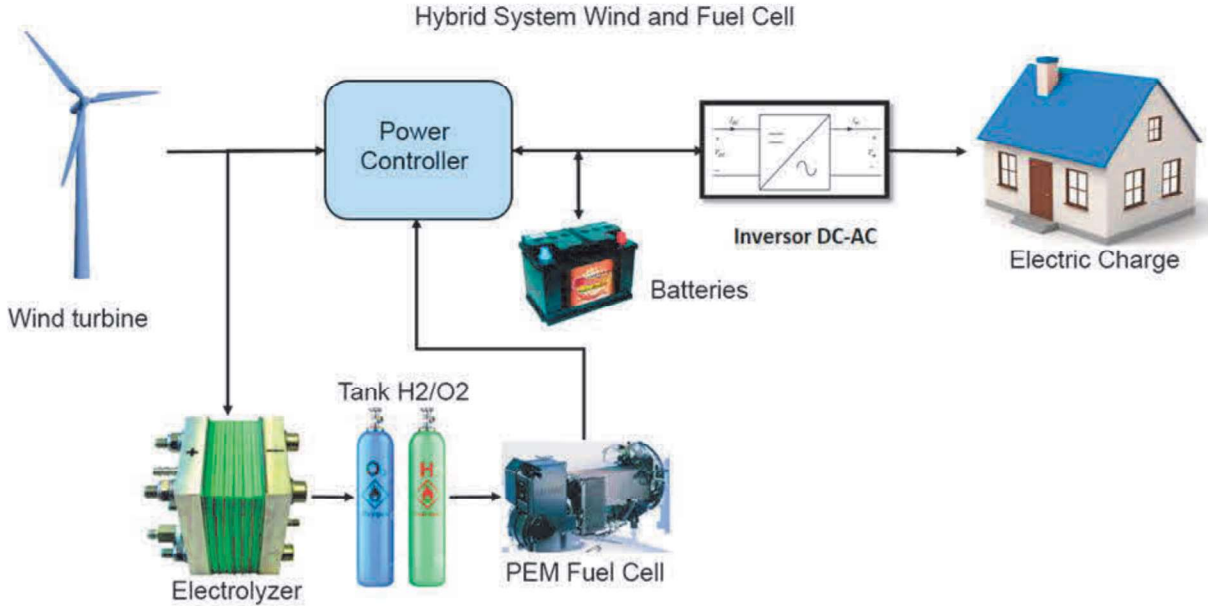 Hybrid System Wind and Fuel Cell
Power
Controller
Inversor DC-AC
Electric Charge
Batteries
Wind turbine
Tank H2/O2
+
−
H
Electrolyzer
PEM Fuel Cell